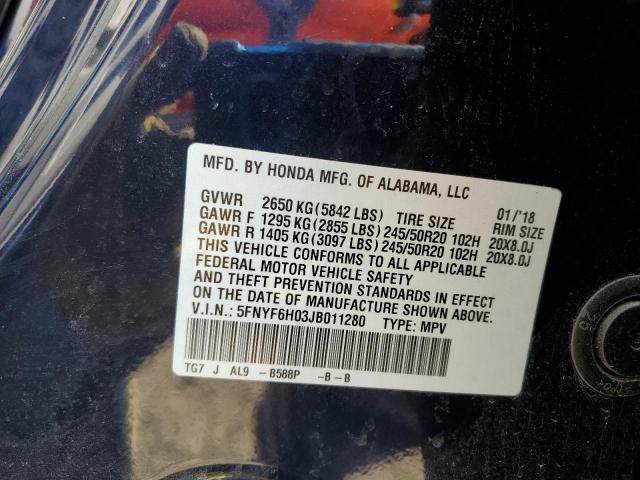 MFD. BY HONDA MFG. OF ALABAMA, LLC
GVWR 2650 KG(5842 LBS) TIRE SIZE 01/'18 RIM SIZE
GAWR F 1295 KG(2855 LBS)245/50R20 102H 20X8.0J
GAWR R 1405 KG(3097 LBS)245/50R20 102H 20X8.0J
THIS VEHICLE CONFORMS TO ALL APPLICABLE
FEDERAL MOTOR VEHICLE SAFETY
AND THEFT PREVENTION STANDARDS IN EFFECT
ON THE DATE OF MANUFACTURE SHOWN ABOVE.
V.I.N.: 5FNYF6H03JB011280 TYPE: MPV
TG7 J AL9 -B588P -B-B
25